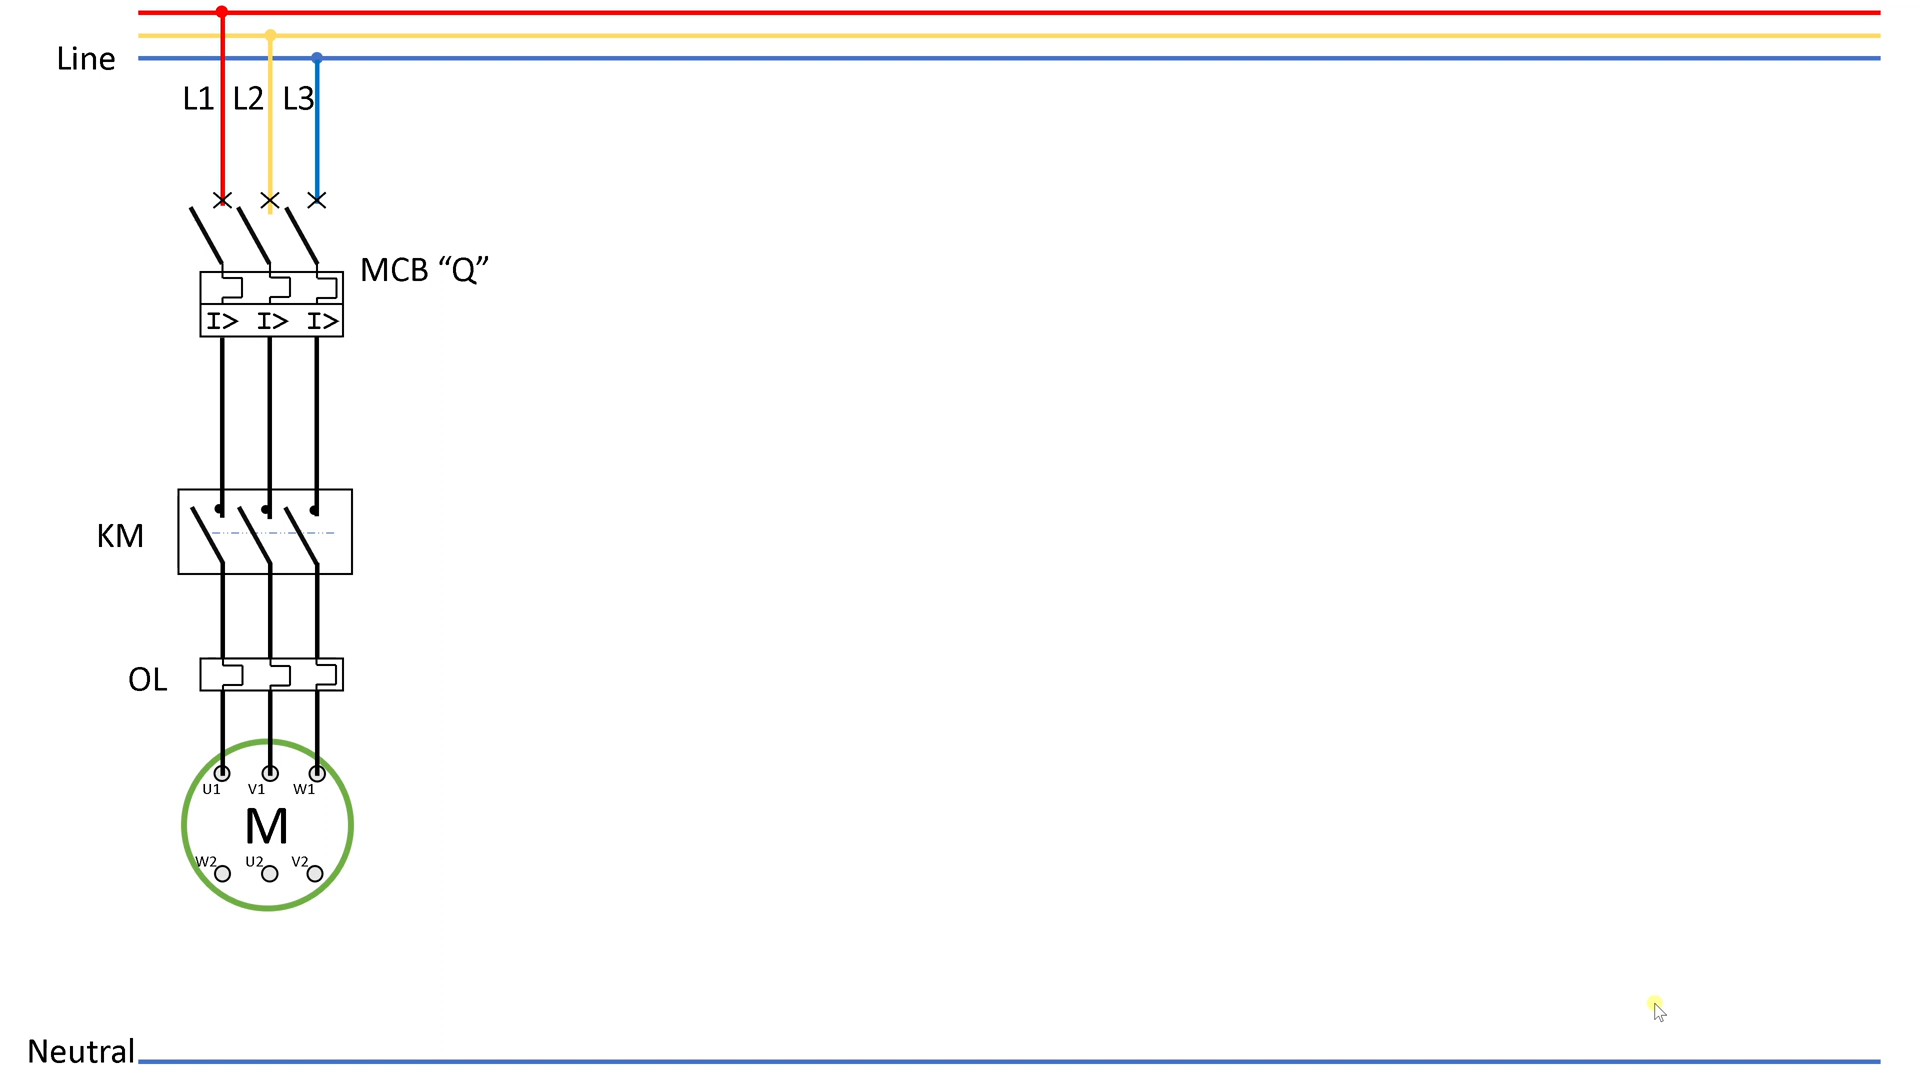 Line
L1 L2 L3
MCB “Q”
I> I> I>
KM
OL
U1 V1 W1
M
W2 U2 V2
Neutral